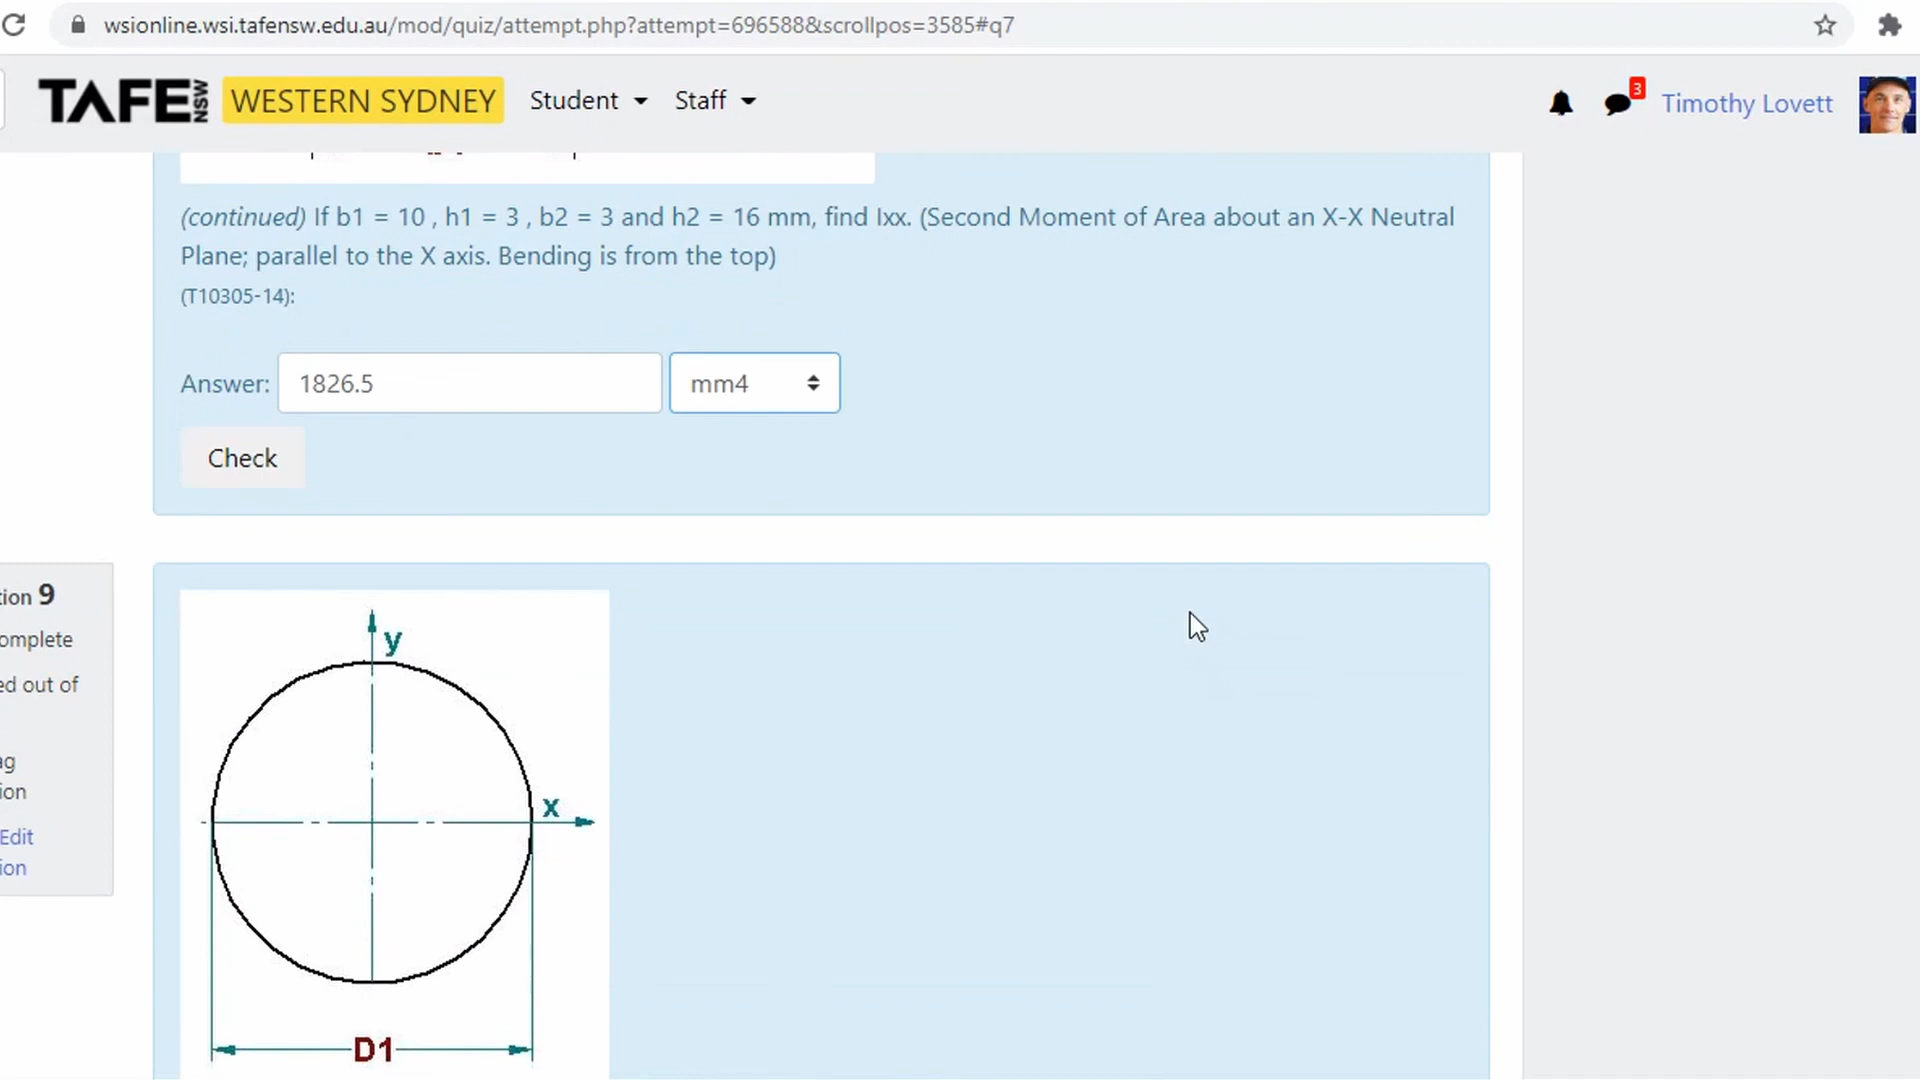 wsionline.wsi.tafensw.edu.au/mod/quiz/attempt.php?attempt=696588&scrollpos=3585#q7
TAFE NSW WESTERN SYDNEY Student Staff 3 Timothy Lovett
(continued) If b1 = 10 , h1 = 3 , b2 = 3 and h2 = 16 mm, find Ixx. (Second Moment of Area about an X-X Neutral
Plane; parallel to the X axis. Bending is from the top)
(T10305-14):
Answer: 1826.5 mm4
Check
tion 9
omplete
ed out of
ag
ion
Edit
ion
y
x
D1